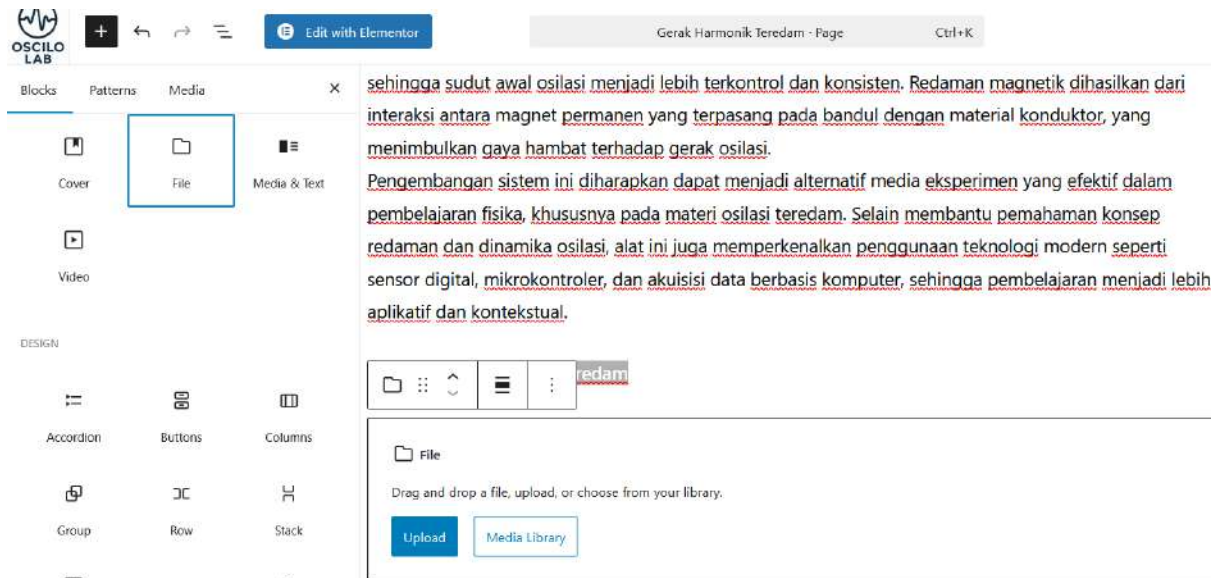 OSCILO
LAB
Edit with Elementor
Gerak Harmonik Teredam - Page
Ctrl+K
Blocks
Patterns
Media
Cover
File
Media & Text
Video
DESIGN
Accordion
Buttons
Columns
Group
Row
Stack
sehingga sudut awal osilasi menjadi lebih terkontrol dan konsisten. Redaman magnetik dihasilkan dari
interaksi antara magnet permanen yang terpasang pada bandul dengan material konduktor, yang
menimbulkan gaya hambat terhadap gerak osilasi.
Pengembangan sistem ini diharapkan dapat menjadi alternatif media eksperimen yang efektif dalam
pembelajaran fisika, khususnya pada materi osilasi teredam. Selain membantu pemahaman konsep
redaman dan dinamika osilasi, alat ini juga memperkenalkan penggunaan teknologi modern seperti
sensor digital, mikrokontroler, dan akuisisi data berbasis komputer, sehingga pembelajaran menjadi lebih
aplikatif dan kontekstual.
redam
File
Drag and drop a file, upload, or choose from your library.
Upload
Media Library